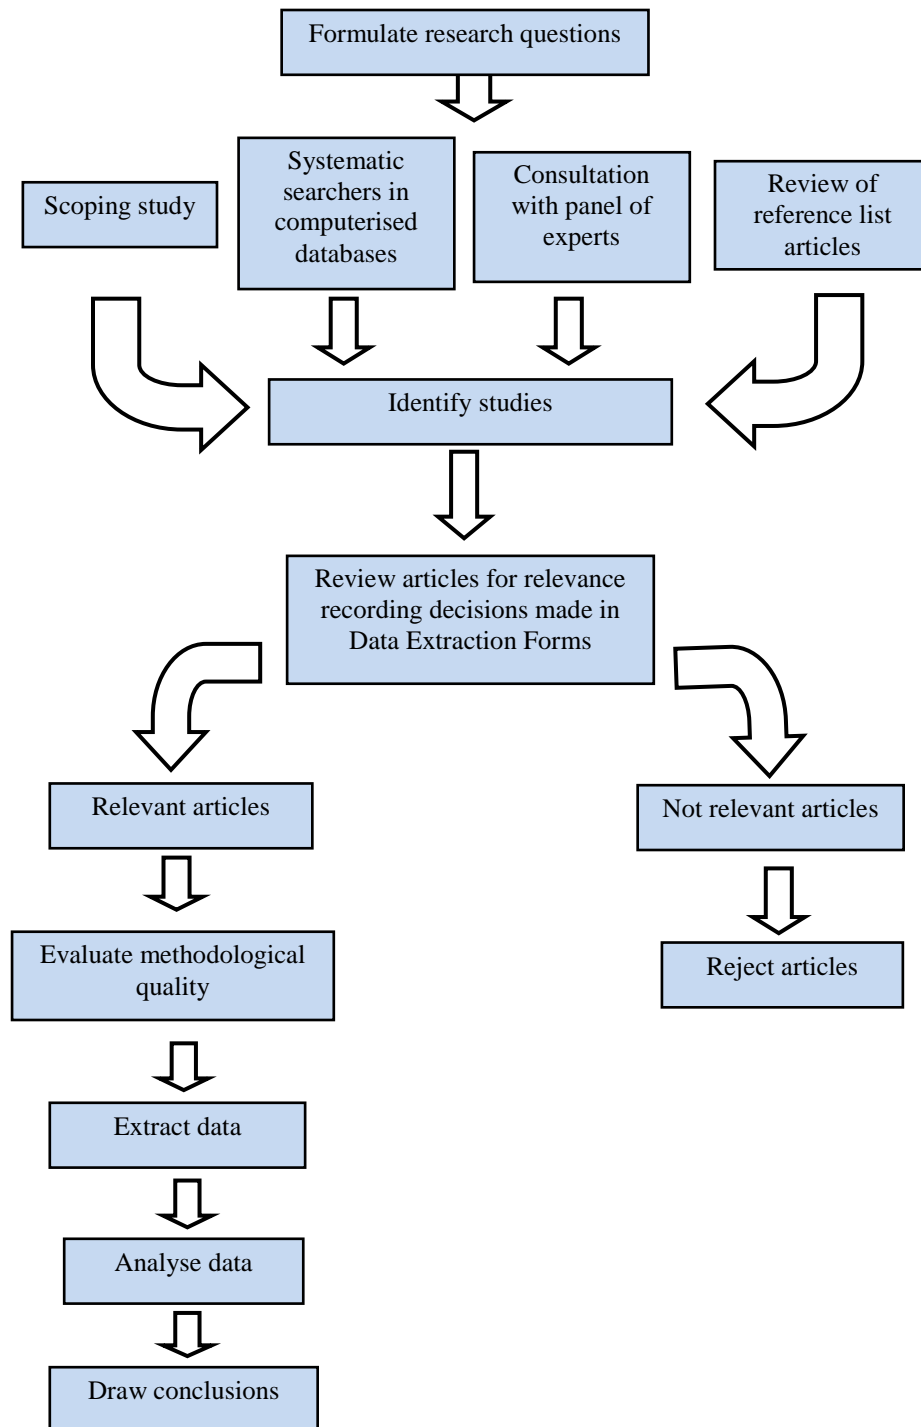 Formulate research questions
Scoping study
Systematic
searchers in
computerised
databases
Consultation
with panel of
experts
Review of
reference list
articles
Identify studies
Review articles for relevance
recording decisions made in
Data Extraction Forms
Relevant articles
Not relevant articles
Evaluate methodological
quality
Reject articles
Extract data
Analyse data
Draw conclusions